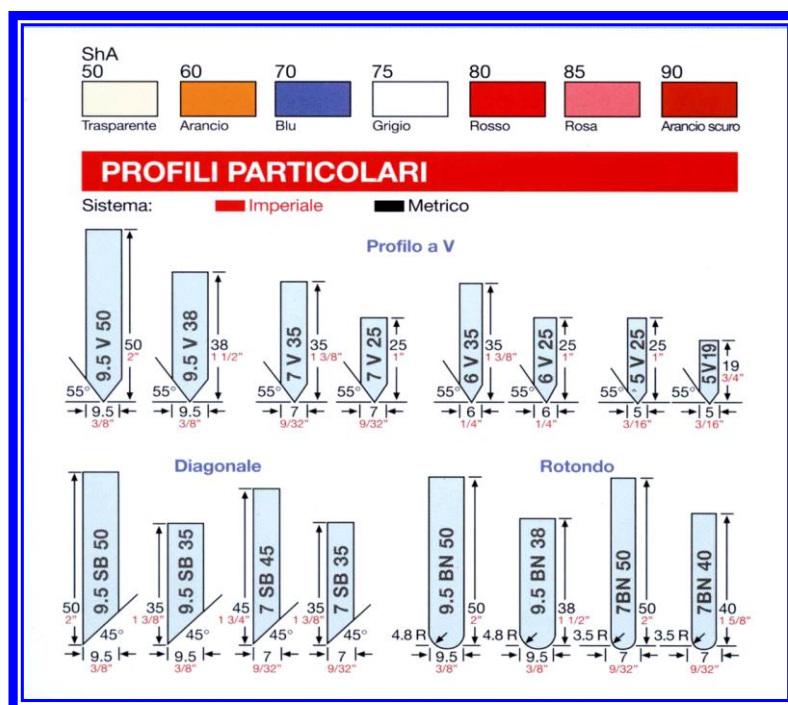 ShA
50 60 70 75 80 85 90
Trasparente Arancio Blu Grigio Rosso Rosa Arancio scuro
PROFILI PARTICOLARI
Sistema: Imperiale Metrico
Profilo a V
9.5 V 50
50
2"
55°
9.5
3/8"
9.5 V 38
38
1 1/2"
55°
9.5
3/8"
7 V 35
35
1 3/8"
55°
7
9/32"
7 V 25
25
1"
55°
7
9/32"
6 V 35
35
1 3/8"
55°
6
1/4"
6 V 25
25
1"
55°
6
1/4"
5 V 25
25
1"
55°
5
3/16"
5V19
19
3/4"
55°
5
3/16"
Diagonale
9.5 SB 50
50
2"
45°
9.5
3/8"
9.5 SB 35
35
1 3/8"
45°
9.5
3/8"
7 SB 45
45
1 3/4"
45°
7
9/32"
7 SB 35
35
1 3/8"
45°
7
9/32"
Rotondo
9.5 BN 50
50
2"
4.8 R
9.5
3/8"
9.5 BN 38
38
1 1/2"
4.8 R
9.5
3/8"
7BN 50
50
2"
3.5 R
7
9/32"
7BN 40
40
1 5/8"
3.5 R
7
9/32"